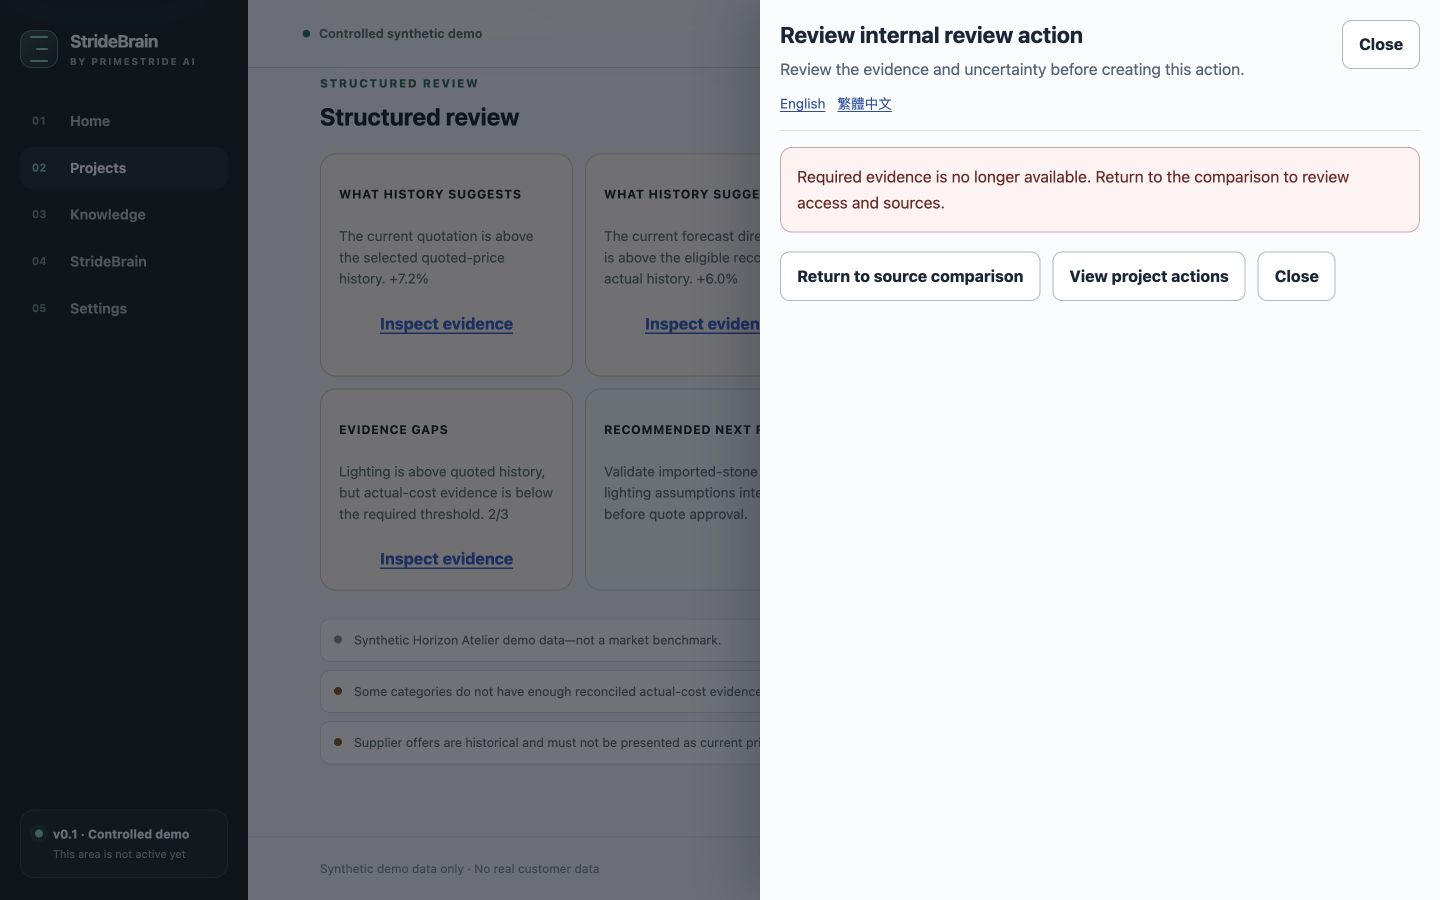 StrideBrain
BY PRIMESTRIDE AI
01 Home
02 Projects
03 Knowledge
04 StrideBrain
05 Settings
v0.1 · Controlled demo
This area is not active yet
Controlled synthetic demo
STRUCTURED REVIEW
Structured review
WHAT HISTORY SUGGESTS
The current quotation is above
the selected quoted-price
history. +7.2%
Inspect evidence
WHAT HISTORY
The current forecast
is above the eligible
actual history. +6.0%
Inspect
EVIDENCE GAPS
Lighting is above quoted history,
but actual-cost evidence is below
the required threshold. 2/3
Inspect evidence
RECOMMENDED NEXT
Validate imported-stone
lighting assumptions
before quote approval.
Synthetic Horizon Atelier demo data—not a market benchmark.
Some categories do not have enough reconciled actual-cost evidence
Supplier offers are historical and must not be presented as current
Synthetic demo data only · No real customer data
Review internal review action
Close
Review the evidence and uncertainty before creating this action.
English 繁體中文
Required evidence is no longer available. Return to the comparison to review
access and sources.
Return to source comparison
View project actions
Close